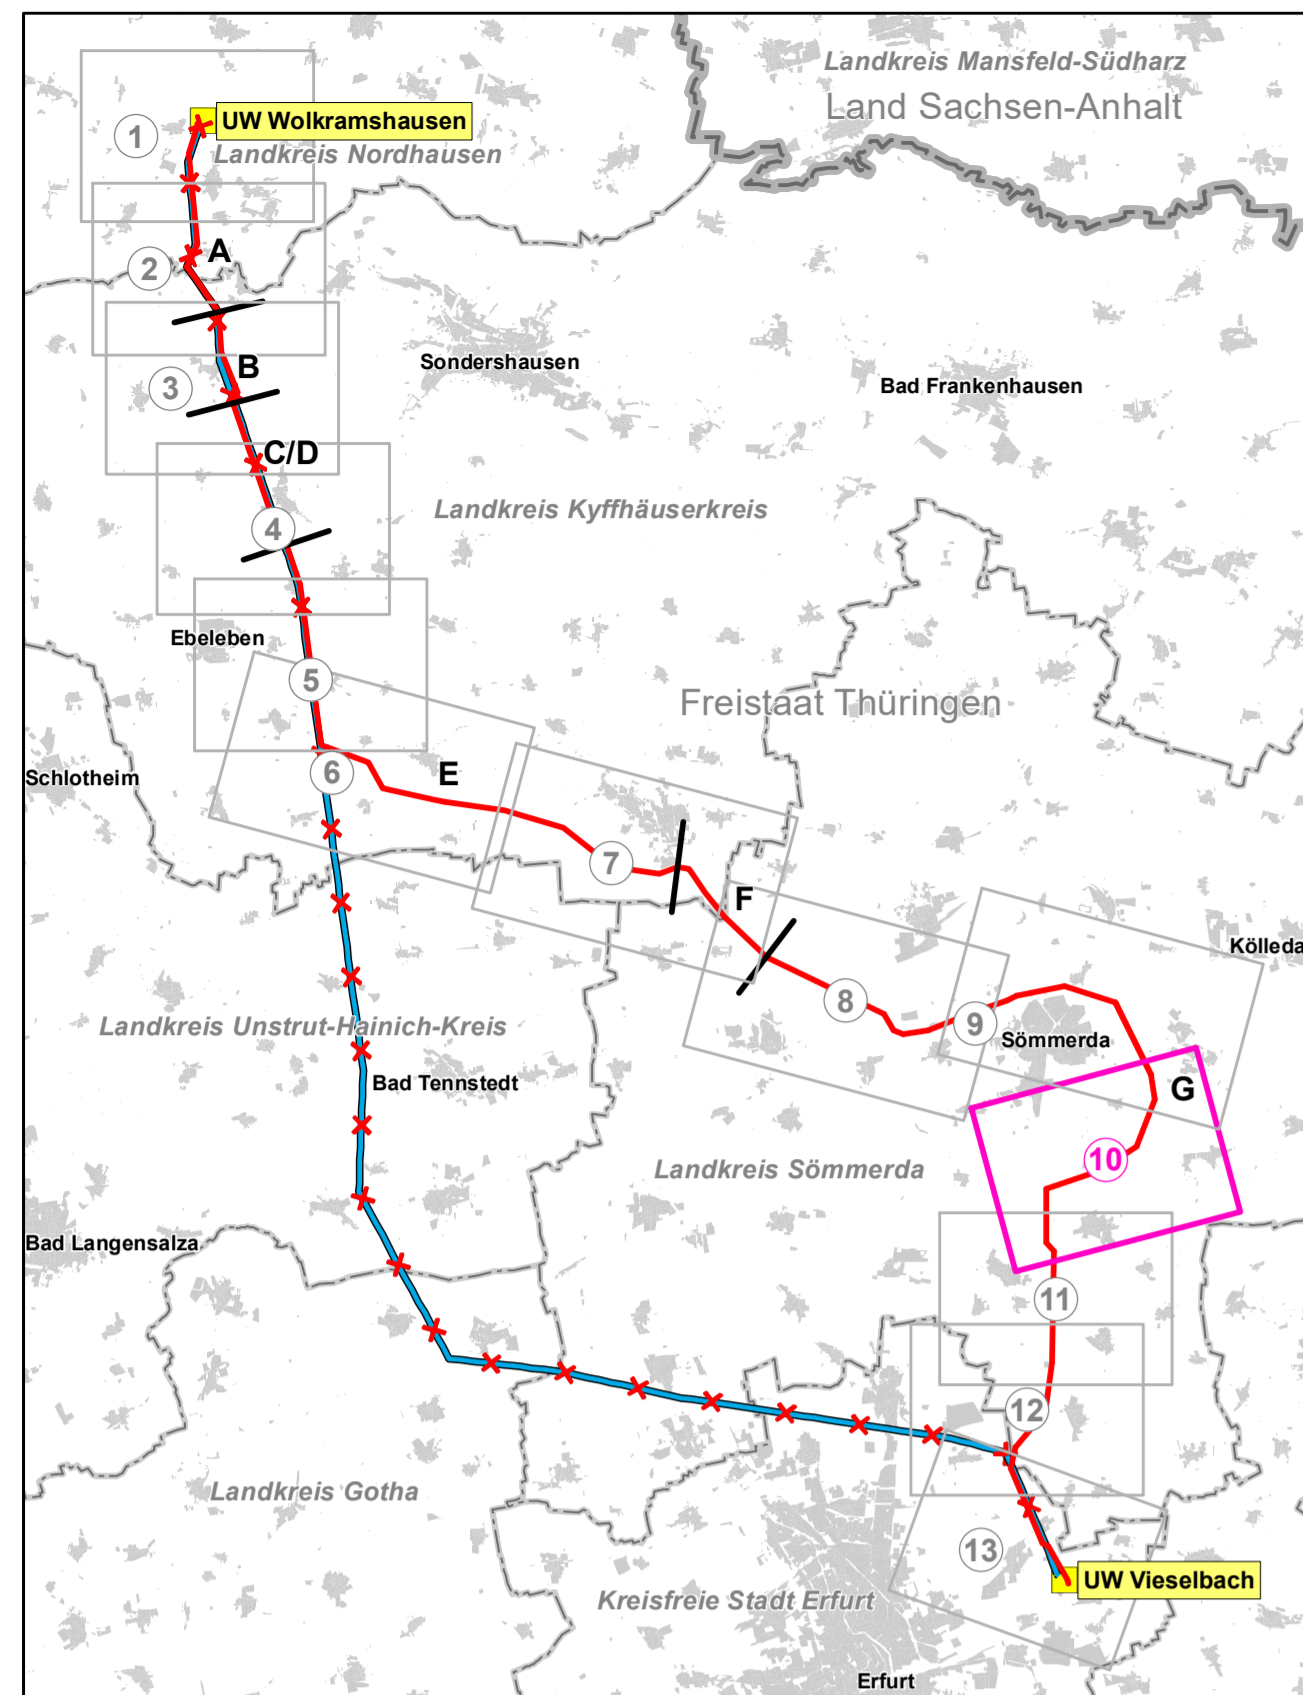 Landkreis Mansfeld-Südharz
Land Sachsen-Anhalt
UW Wolkramshausen
1
Landkreis Nordhausen
A
2
Sondershausen
B
3
Bad Frankenhausen
C/D
Landkreis Kyffhäuserkreis
4
Ebeleben
5
Freistaat Thüringen
Schlotheim
6
E
7
F
Kölleda
8
9
Landkreis Unstrut-Hainich-Kreis
Sömmerda
Bad Tennstedt
G
10
Landkreis Sömmerda
Bad Langensalza
11
12
Landkreis Gotha
13
UW Vieselbach
Kreisfreie Stadt Erfurt
Erfurt